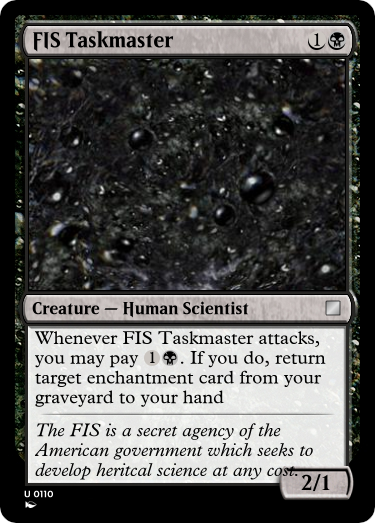 FIS Taskmaster 1
Creature — Human Scientist
Whenever FIS Taskmaster attacks,
you may pay 1. If you do, return
target enchantment card from your
graveyard to your hand
The FIS is a secret agency of the
American government which seeks to
develop heritcal science at any cost.
2/1
U 0110